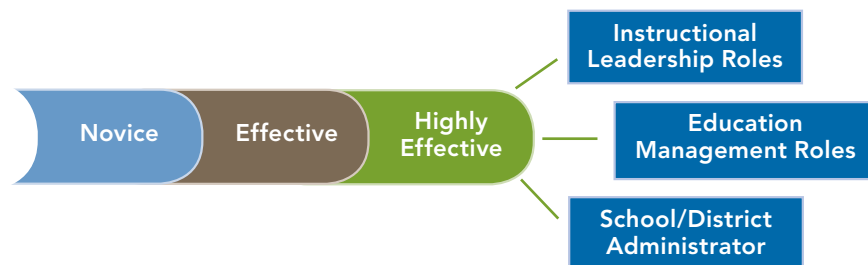 Novice
Effective
Highly
Effective
Instructional
Leadership Roles
Education
Management Roles
School/District
Administrator